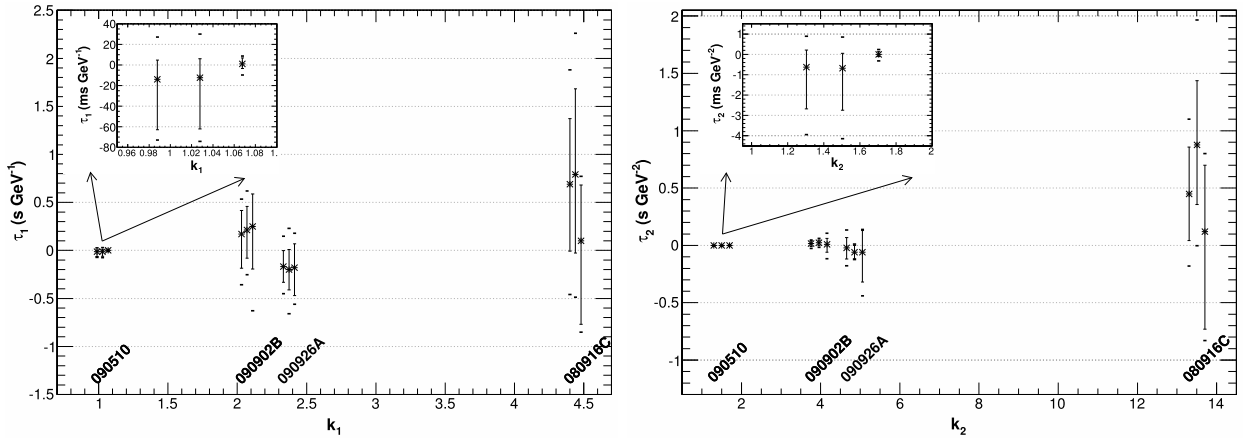 40
20
0
-20
-40
-60
-80
τ1 (ms GeV⁻¹)
0.96 0.98 1 1.02 1.04 1.06 1.08 1.
k1
2.5
2
1.5
1
0.5
0
-0.5
-1
-1.5
τ1 (s GeV⁻¹)
090510
090902B
090926A
080916C
1 1.5 2 2.5 3 3.5 4 4.5
k1
1
0
-1
-2
-3
-4
τ2 (ms GeV⁻²)
1 1.2 1.4 1.6 1.8 2
k2
2
1.5
1
0.5
0
-0.5
-1
τ2 (s GeV⁻²)
090510
090902B
090926A
080916C
2 4 6 8 10 12 14
k2